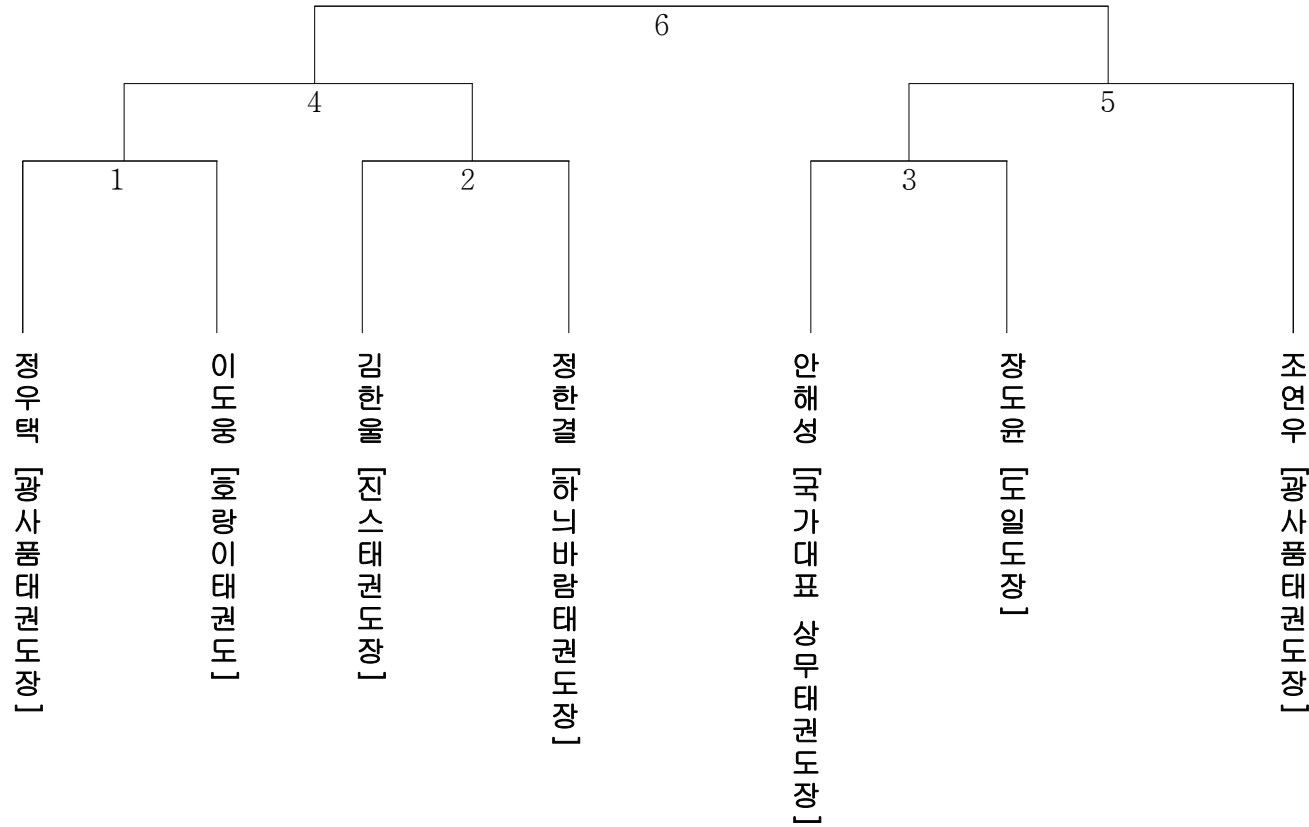 6
4
5
1
2
3
정우택 [광사품태권도장]
이도웅 [호랑이태권도]
김한울 [진스태권도장]
정한결 [하늬바람태권도장]
안해성 [국가대표 상무태권도장]
장도윤 [도일도장]
조연우 [광사품태권도장]